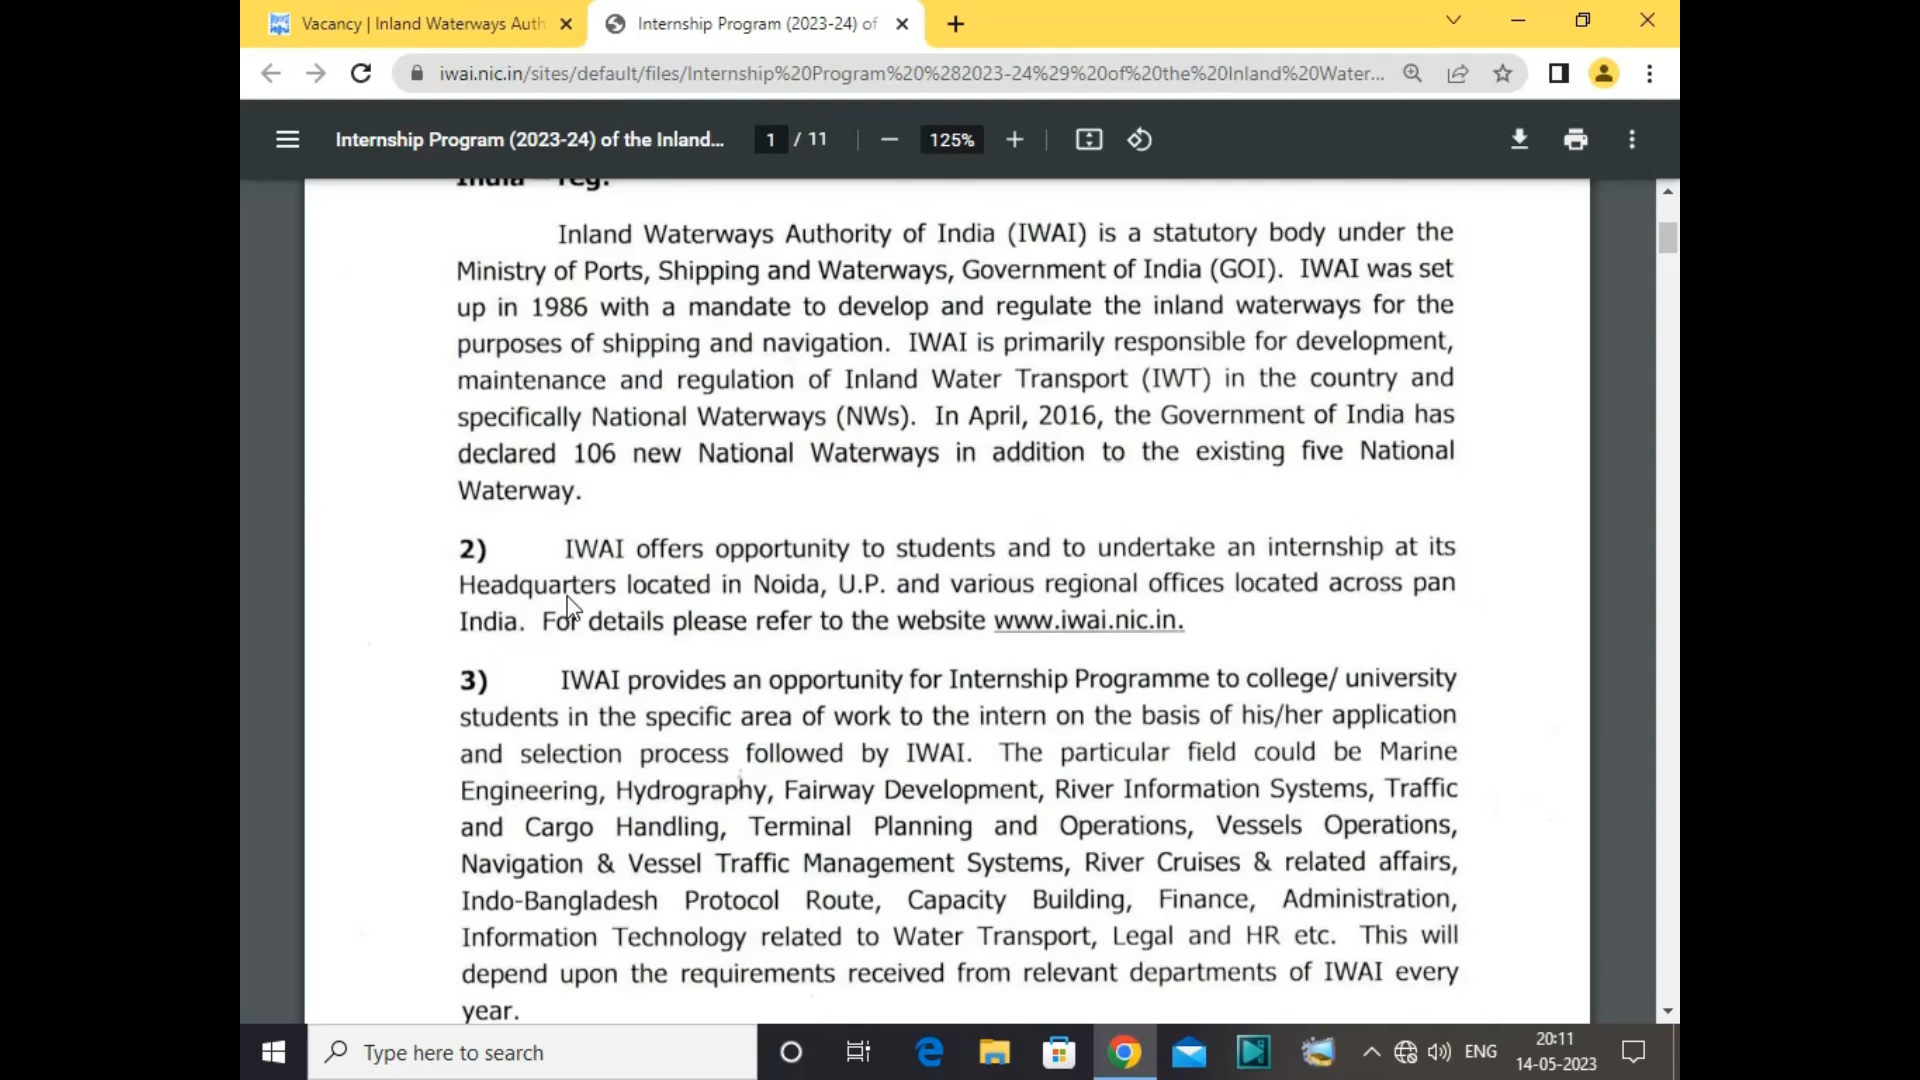 Vacancy | Inland Waterways Auth
Internship Program (2023-24) of
iwai.nic.in/sites/default/files/Internship%20Program%20%282023-24%29%20of%20the%20Inland%20Water...
Internship Program (2023-24) of the Inland...
1 / 11
125%
India reg.
Inland Waterways Authority of India (IWAI) is a statutory body under the
Ministry of Ports, Shipping and Waterways, Government of India (GOI). IWAI was set
up in 1986 with a mandate to develop and regulate the inland waterways for the
purposes of shipping and navigation. IWAI is primarily responsible for development,
maintenance and regulation of Inland Water Transport (IWT) in the country and
specifically National Waterways (NWs). In April, 2016, the Government of India has
declared 106 new National Waterways in addition to the existing five National
Waterway.
2) IWAI offers opportunity to students and to undertake an internship at its
Headquarters located in Noida, U.P. and various regional offices located across pan
India. For details please refer to the website www.iwai.nic.in.
3) IWAI provides an opportunity for Internship Programme to college/ university
students in the specific area of work to the intern on the basis of his/her application
and selection process followed by IWAI. The particular field could be Marine
Engineering, Hydrography, Fairway Development, River Information Systems, Traffic
and Cargo Handling, Terminal Planning and Operations, Vessels Operations,
Navigation & Vessel Traffic Management Systems, River Cruises & related affairs,
Indo-Bangladesh Protocol Route, Capacity Building, Finance, Administration,
Information Technology related to Water Transport, Legal and HR etc. This will
depend upon the requirements received from relevant departments of IWAI every
year.
Type here to search
ENG
20:11
14-05-2023